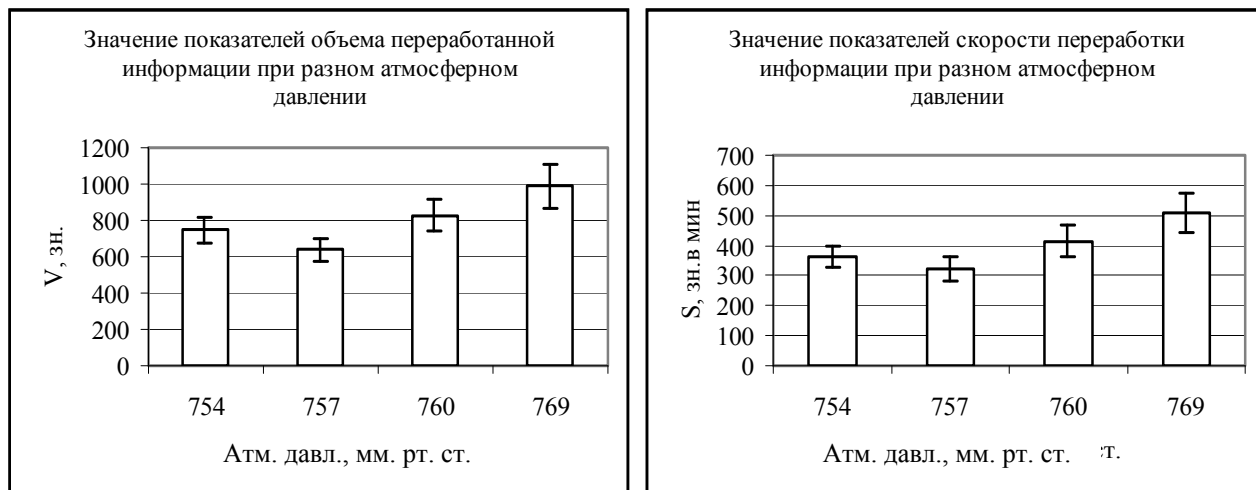 Значение показателей объема переработанной
информации при разном атмосферном
давлении
1200
1000
800
600
400
200
0
V, зн.
754 757 760 769
Атм. давл., мм. рт. ст.
Значение показателей скорости переработки
информации при разном атмосферном
давлении
700
600
500
400
300
200
100
0
S, зн.в мин
754 757 760 769
Атм. давл., мм. рт. ст. ст.